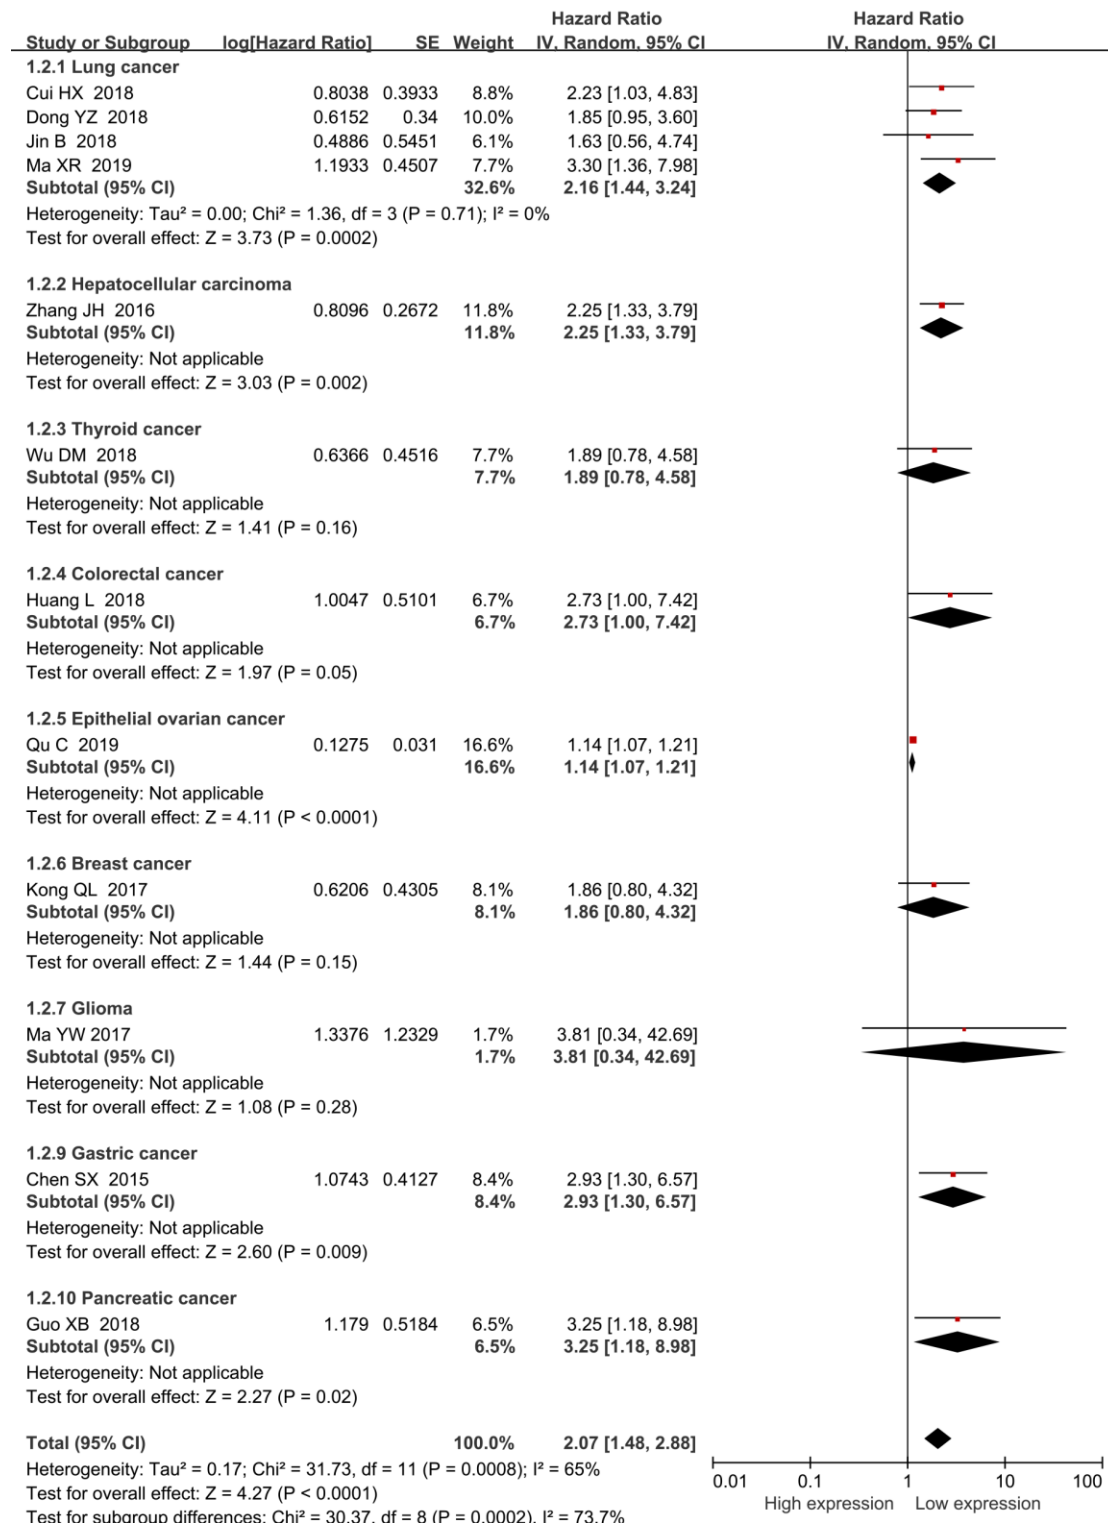 Hazard Ratio Hazard Ratio
Study or Subgroup log[Hazard Ratio] SE Weight IV, Random, 95% CI IV, Random, 95% CI
1.2.1 Lung cancer
Cui HX 2018 0.8038 0.3933 8.8% 2.23 [1.03, 4.83]
Dong YZ 2018 0.6152 0.34 10.0% 1.85 [0.95, 3.60]
Jin B 2018 0.4886 0.5451 6.1% 1.63 [0.56, 4.74]
Ma XR 2019 1.1933 0.4507 7.7% 3.30 [1.36, 7.98]
Subtotal (95% CI) 32.6% 2.16 [1.44, 3.24]
Heterogeneity: Tau² = 0.00; Chi² = 1.36, df = 3 (P = 0.71); I² = 0%
Test for overall effect: Z = 3.73 (P = 0.0002)
1.2.2 Hepatocellular carcinoma
Zhang JH 2016 0.8096 0.2672 11.8% 2.25 [1.33, 3.79]
Subtotal (95% CI) 11.8% 2.25 [1.33, 3.79]
Heterogeneity: Not applicable
Test for overall effect: Z = 3.03 (P = 0.002)
1.2.3 Thyroid cancer
Wu DM 2018 0.6366 0.4516 7.7% 1.89 [0.78, 4.58]
Subtotal (95% CI) 7.7% 1.89 [0.78, 4.58]
Heterogeneity: Not applicable
Test for overall effect: Z = 1.41 (P = 0.16)
1.2.4 Colorectal cancer
Huang L 2018 1.0047 0.5101 6.7% 2.73 [1.00, 7.42]
Subtotal (95% CI) 6.7% 2.73 [1.00, 7.42]
Heterogeneity: Not applicable
Test for overall effect: Z = 1.97 (P = 0.05)
1.2.5 Epithelial ovarian cancer
Qu C 2019 0.1275 0.031 16.6% 1.14 [1.07, 1.21]
Subtotal (95% CI) 16.6% 1.14 [1.07, 1.21]
Heterogeneity: Not applicable
Test for overall effect: Z = 4.11 (P < 0.0001)
1.2.6 Breast cancer
Kong QL 2017 0.6206 0.4305 8.1% 1.86 [0.80, 4.32]
Subtotal (95% CI) 8.1% 1.86 [0.80, 4.32]
Heterogeneity: Not applicable
Test for overall effect: Z = 1.44 (P = 0.15)
1.2.7 Glioma
Ma YW 2017 1.3376 1.2329 1.7% 3.81 [0.34, 42.69]
Subtotal (95% CI) 1.7% 3.81 [0.34, 42.69]
Heterogeneity: Not applicable
Test for overall effect: Z = 1.08 (P = 0.28)
1.2.9 Gastric cancer
Chen SX 2015 1.0743 0.4127 8.4% 2.93 [1.30, 6.57]
Subtotal (95% CI) 8.4% 2.93 [1.30, 6.57]
Heterogeneity: Not applicable
Test for overall effect: Z = 2.60 (P = 0.009)
1.2.10 Pancreatic cancer
Guo XB 2018 1.179 0.5184 6.5% 3.25 [1.18, 8.98]
Subtotal (95% CI) 6.5% 3.25 [1.18, 8.98]
Heterogeneity: Not applicable
Test for overall effect: Z = 2.27 (P = 0.02)
Total (95% CI) 100.0% 2.07 [1.48, 2.88]
Heterogeneity: Tau² = 0.17; Chi² = 31.73, df = 11 (P = 0.0008); I² = 65%
Test for overall effect: Z = 4.27 (P < 0.0001)
Test for subgroup differences: Chi² = 30.37, df = 8 (P = 0.0002), I² = 73.7%
0.01 0.1 1 10 100
High expression Low expression